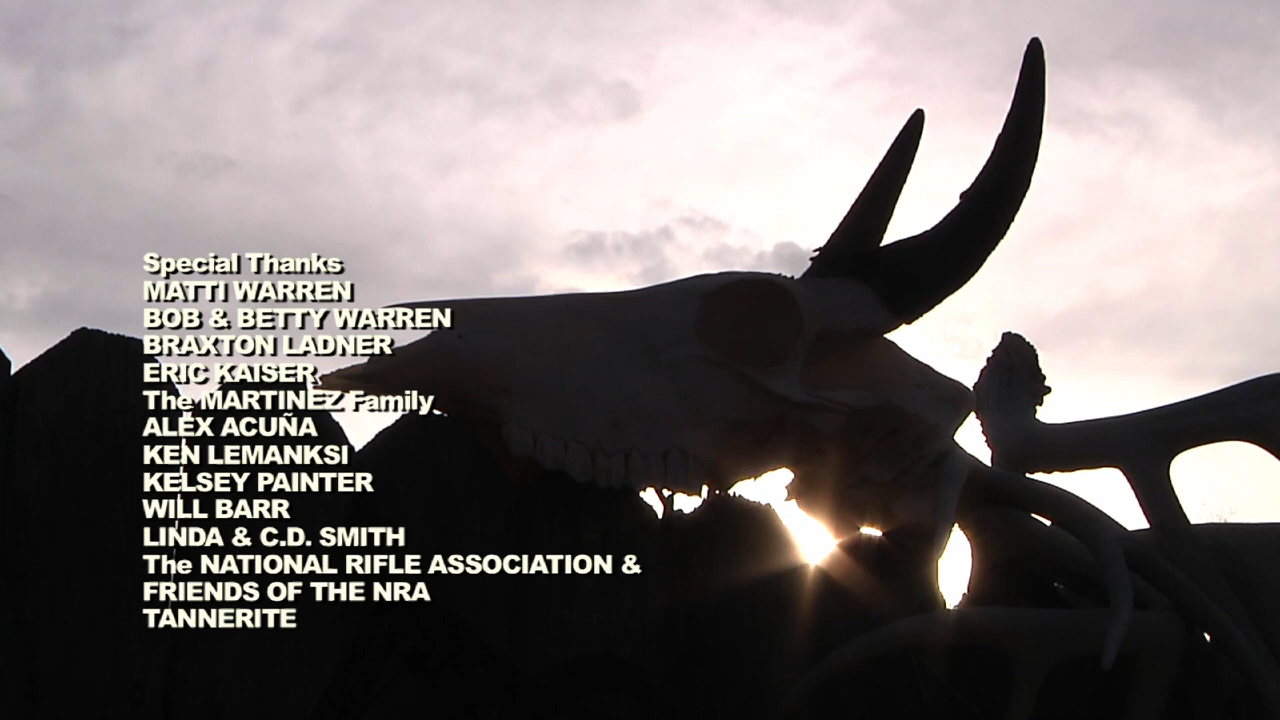 Special Thanks
MATTI WARREN
BOB & BETTY WARREN
BRAXTON LADNER
ERIC KAISER
The MARTINEZ Family
ALEX ACUÑA
KEN LEMANKSI
KELSEY PAINTER
WILL BARR
LINDA & C.D. SMITH
The NATIONAL RIFLE ASSOCIATION &
FRIENDS OF THE NRA
TANNERITE